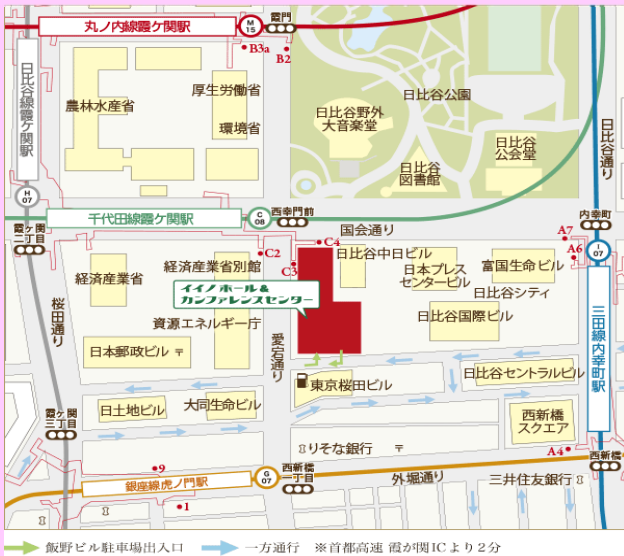 丸ノ内線霞ケ関駅
M
15
霞門
B3a
B2
日比谷線霞ケ関駅
農林水産省
厚生労働省
環境省
日比谷公園
日比谷野外
大音楽堂
日比谷
図書館
日比谷
公会堂
日比谷通り
H
07
千代田線霞ケ関駅
C
08
西幸門前
国会通り
内幸町
霞ケ関
二丁目
C2
C3
C4
A7
A6
I
07
経済産業省
経済産業省別館
日比谷中日ビル
日本プレス
センタービル
富国生命ビル
日比谷シティ
イイノホール&
カンファレンスセンター
桜田通り
資源エネルギー庁
愛宕通り
日比谷国際ビル
三田線内幸町駅
日本郵政ビル 〒
東京桜田ビル
日比谷セントラルビル
日土地ビル
大同生命ビル
西新橋
スクエア
霞ケ関
三丁目
りそな銀行
〒
A4
西新橋
9
銀座線虎ノ門駅
G
07
西新橋
一丁目
外堀通り
三井住友銀行
1
飯野ビル駐車場出入口 一方通行 ※首都高速 霞が関ICより2分